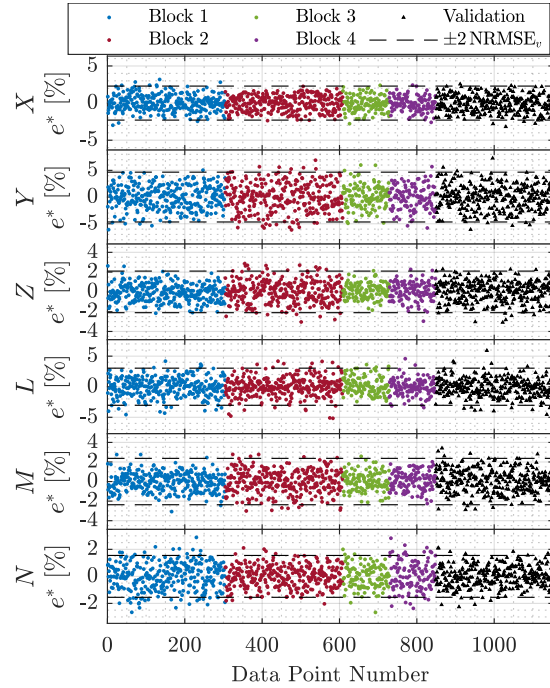 Block 1 Block 3 Validation
Block 2 Block 4 ±2 NRMSE_v
X
e* [%]
5
0
-5
Y
e* [%]
5
0
-5
Z
e* [%]
4
2
0
-2
-4
L
e* [%]
5
0
-5
M
e* [%]
4
2
0
-2
-4
N
e* [%]
2
0
-2
0 200 400 600 800 1000
Data Point Number